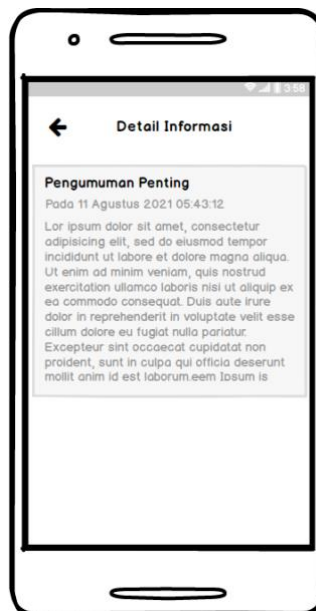 3:58
Detail Informasi
Pengumuman Penting
Pada 11 Agustus 2021 05:43:12
Lor ipsum dolor sit amet, consectetur
adipisicing elit, sed do eiusmod tempor
incididunt ut labore et dolore magna aliqua.
Ut enim ad minim veniam, quis nostrud
exercitation ullamco laboris nisi ut aliquip ex
ea commodo consequat. Duis aute irure
dolor in reprehenderit in voluptate velit esse
cillum dolore eu fugiat nulla pariatur.
Excepteur sint occaecat cupidatat non
proident, sunt in culpa qui officia deserunt
mollit anim id est laborum.eem Ipsum is